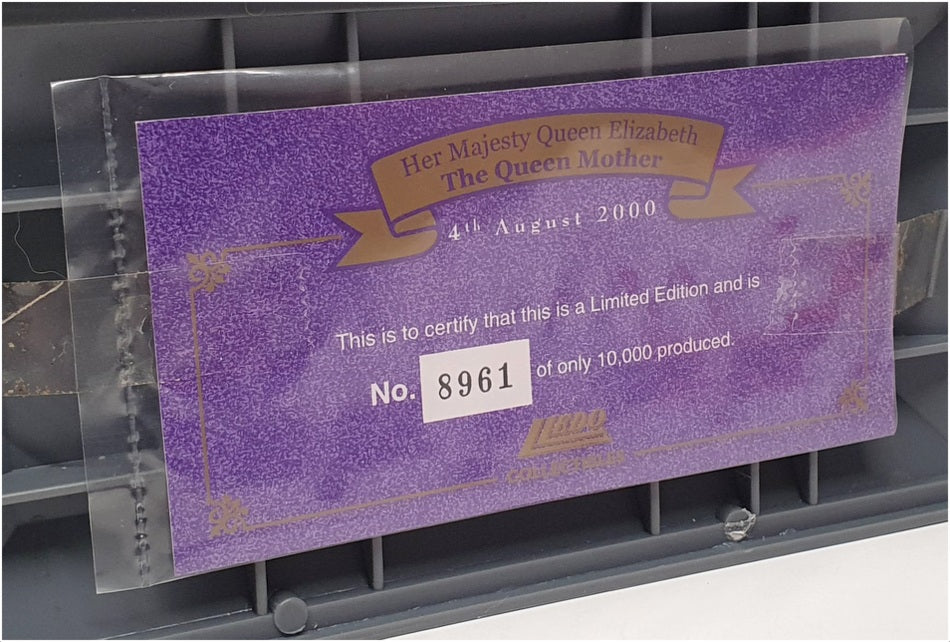 Her Majesty Queen Elizabeth
The Queen Mother
4th August 2000
This is to certify that this is a Limited Edition and is
No. 8961 of only 10,000 produced.
LLEDO
COLLECTIBLES